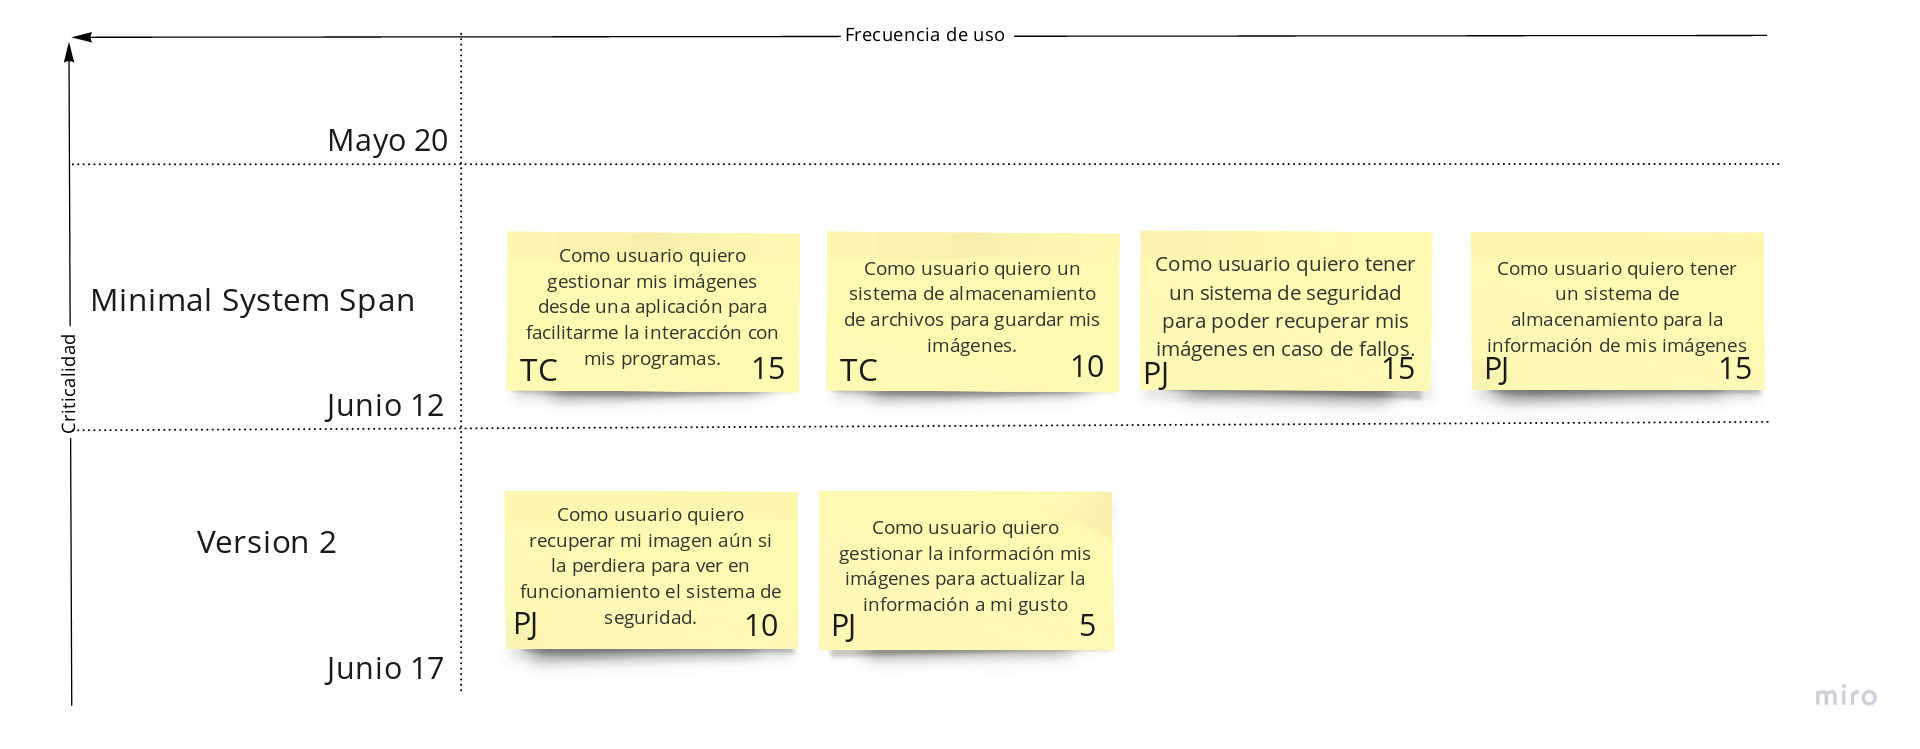 Frecuencia de uso
Mayo 20
Criticalidad
Minimal System Span
Junio 12
Como usuario quiero
gestionar mis imágenes
desde una aplicación para
facilitarme la interacción con
mis programas.
TC
15
Como usuario quiero un
sistema de almacenamiento
de archivos para guardar mis
imágenes.
TC
10
Como usuario quiero tener
un sistema de seguridad
para poder recuperar mis
imágenes en caso de fallos.
PJ
15
Como usuario quiero tener
un sistema de
almacenamiento para la
información de mis imágenes
PJ
15
Version 2
Junio 17
Como usuario quiero
recuperar mi imagen aún si
la perdiera para ver en
funcionamiento el sistema de
seguridad.
PJ
10
Como usuario quiero
gestionar la información mis
imágenes para actualizar la
información a mi gusto
PJ
5
miro